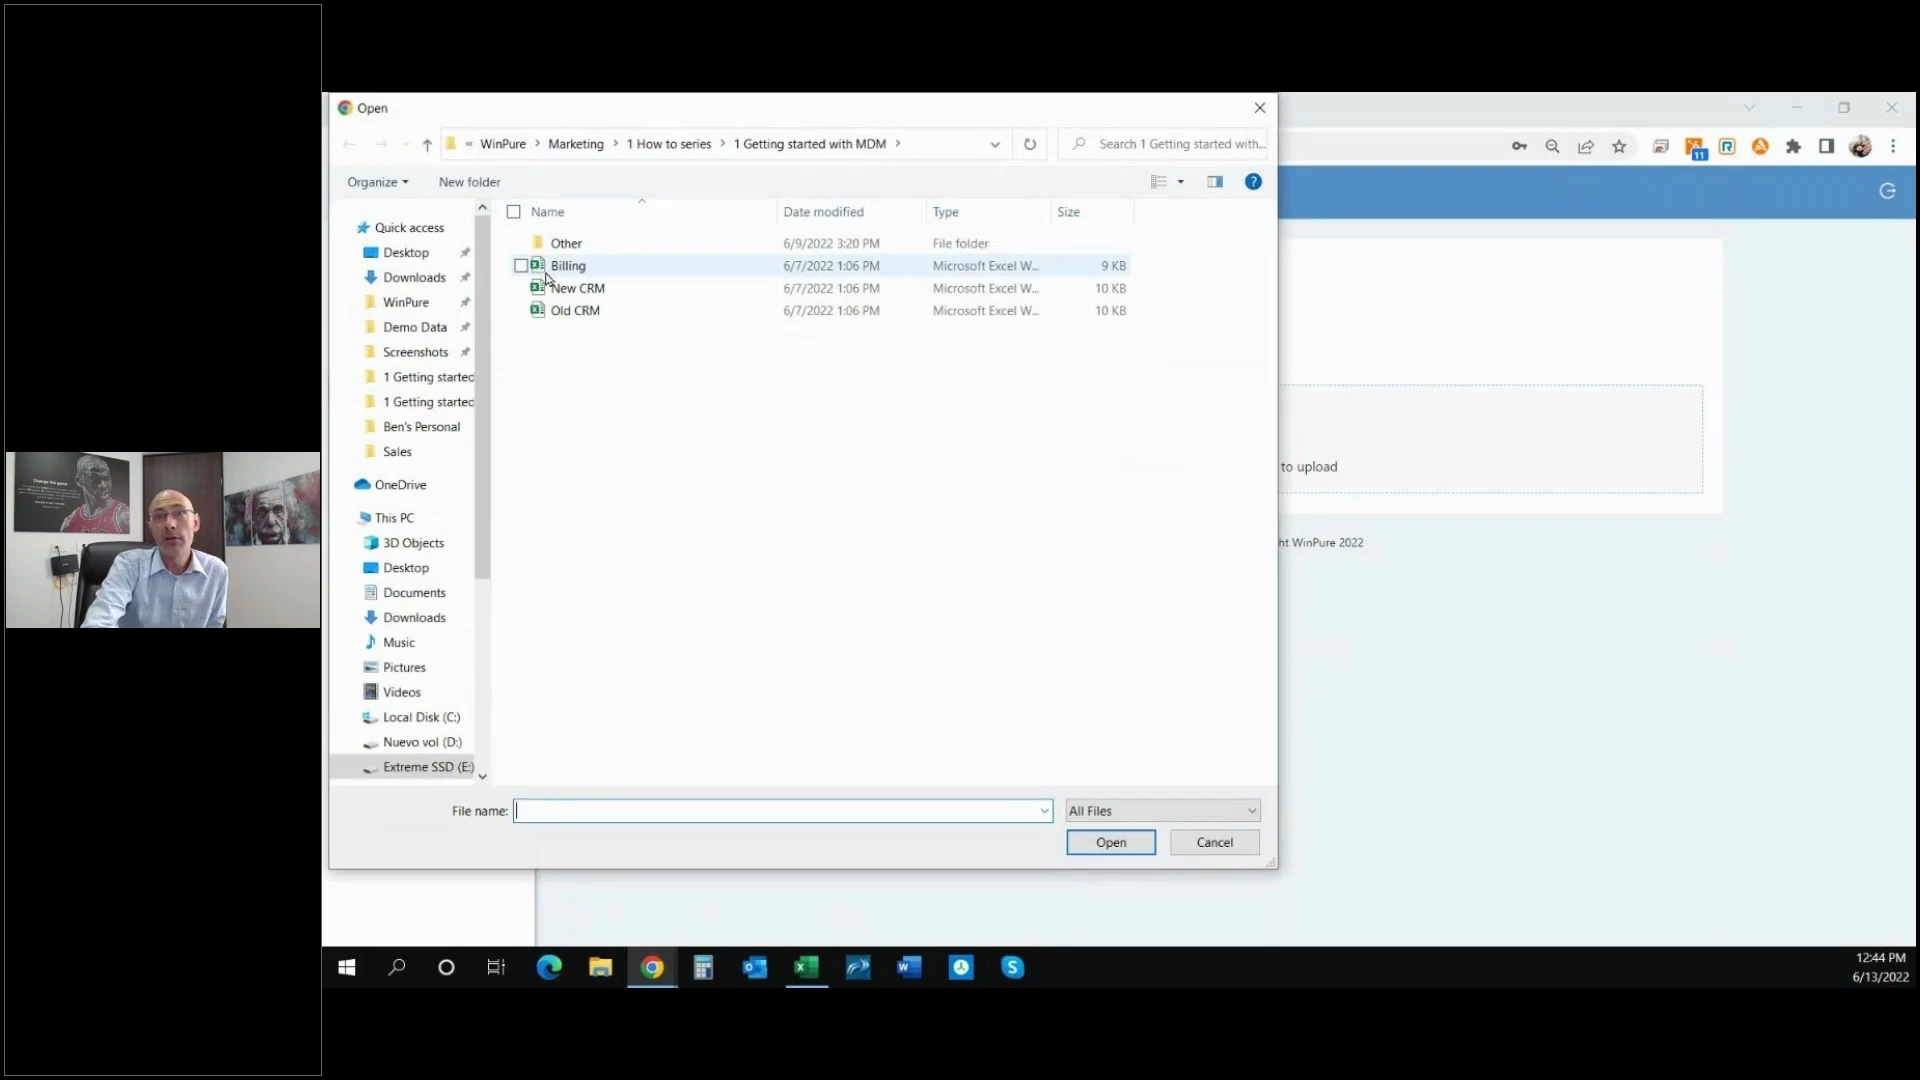 Open
« WinPure > Marketing > 1 How to series > 1 Getting started with MDM >
Search 1 Getting started with...
Organize
New folder
11
Name
Date modified
Type
Size
Quick access
Desktop
Downloads
WinPure
Demo Data
Screenshots
1 Getting started
1 Getting started
Ben's Personal
Sales
OneDrive
This PC
3D Objects
Desktop
Documents
Downloads
Music
Pictures
Videos
Local Disk (C:)
Nuevo vol (D:)
Extreme SSD (E:)
Other 6/9/2022 3:20 PM File folder
Billing 6/7/2022 1:06 PM Microsoft Excel W... 9 KB
New CRM 6/7/2022 1:06 PM Microsoft Excel W... 10 KB
Old CRM 6/7/2022 1:06 PM Microsoft Excel W... 10 KB
to upload
ht WinPure 2022
Change the game
File name:
All Files
Open
Cancel
12:44 PM
6/13/2022